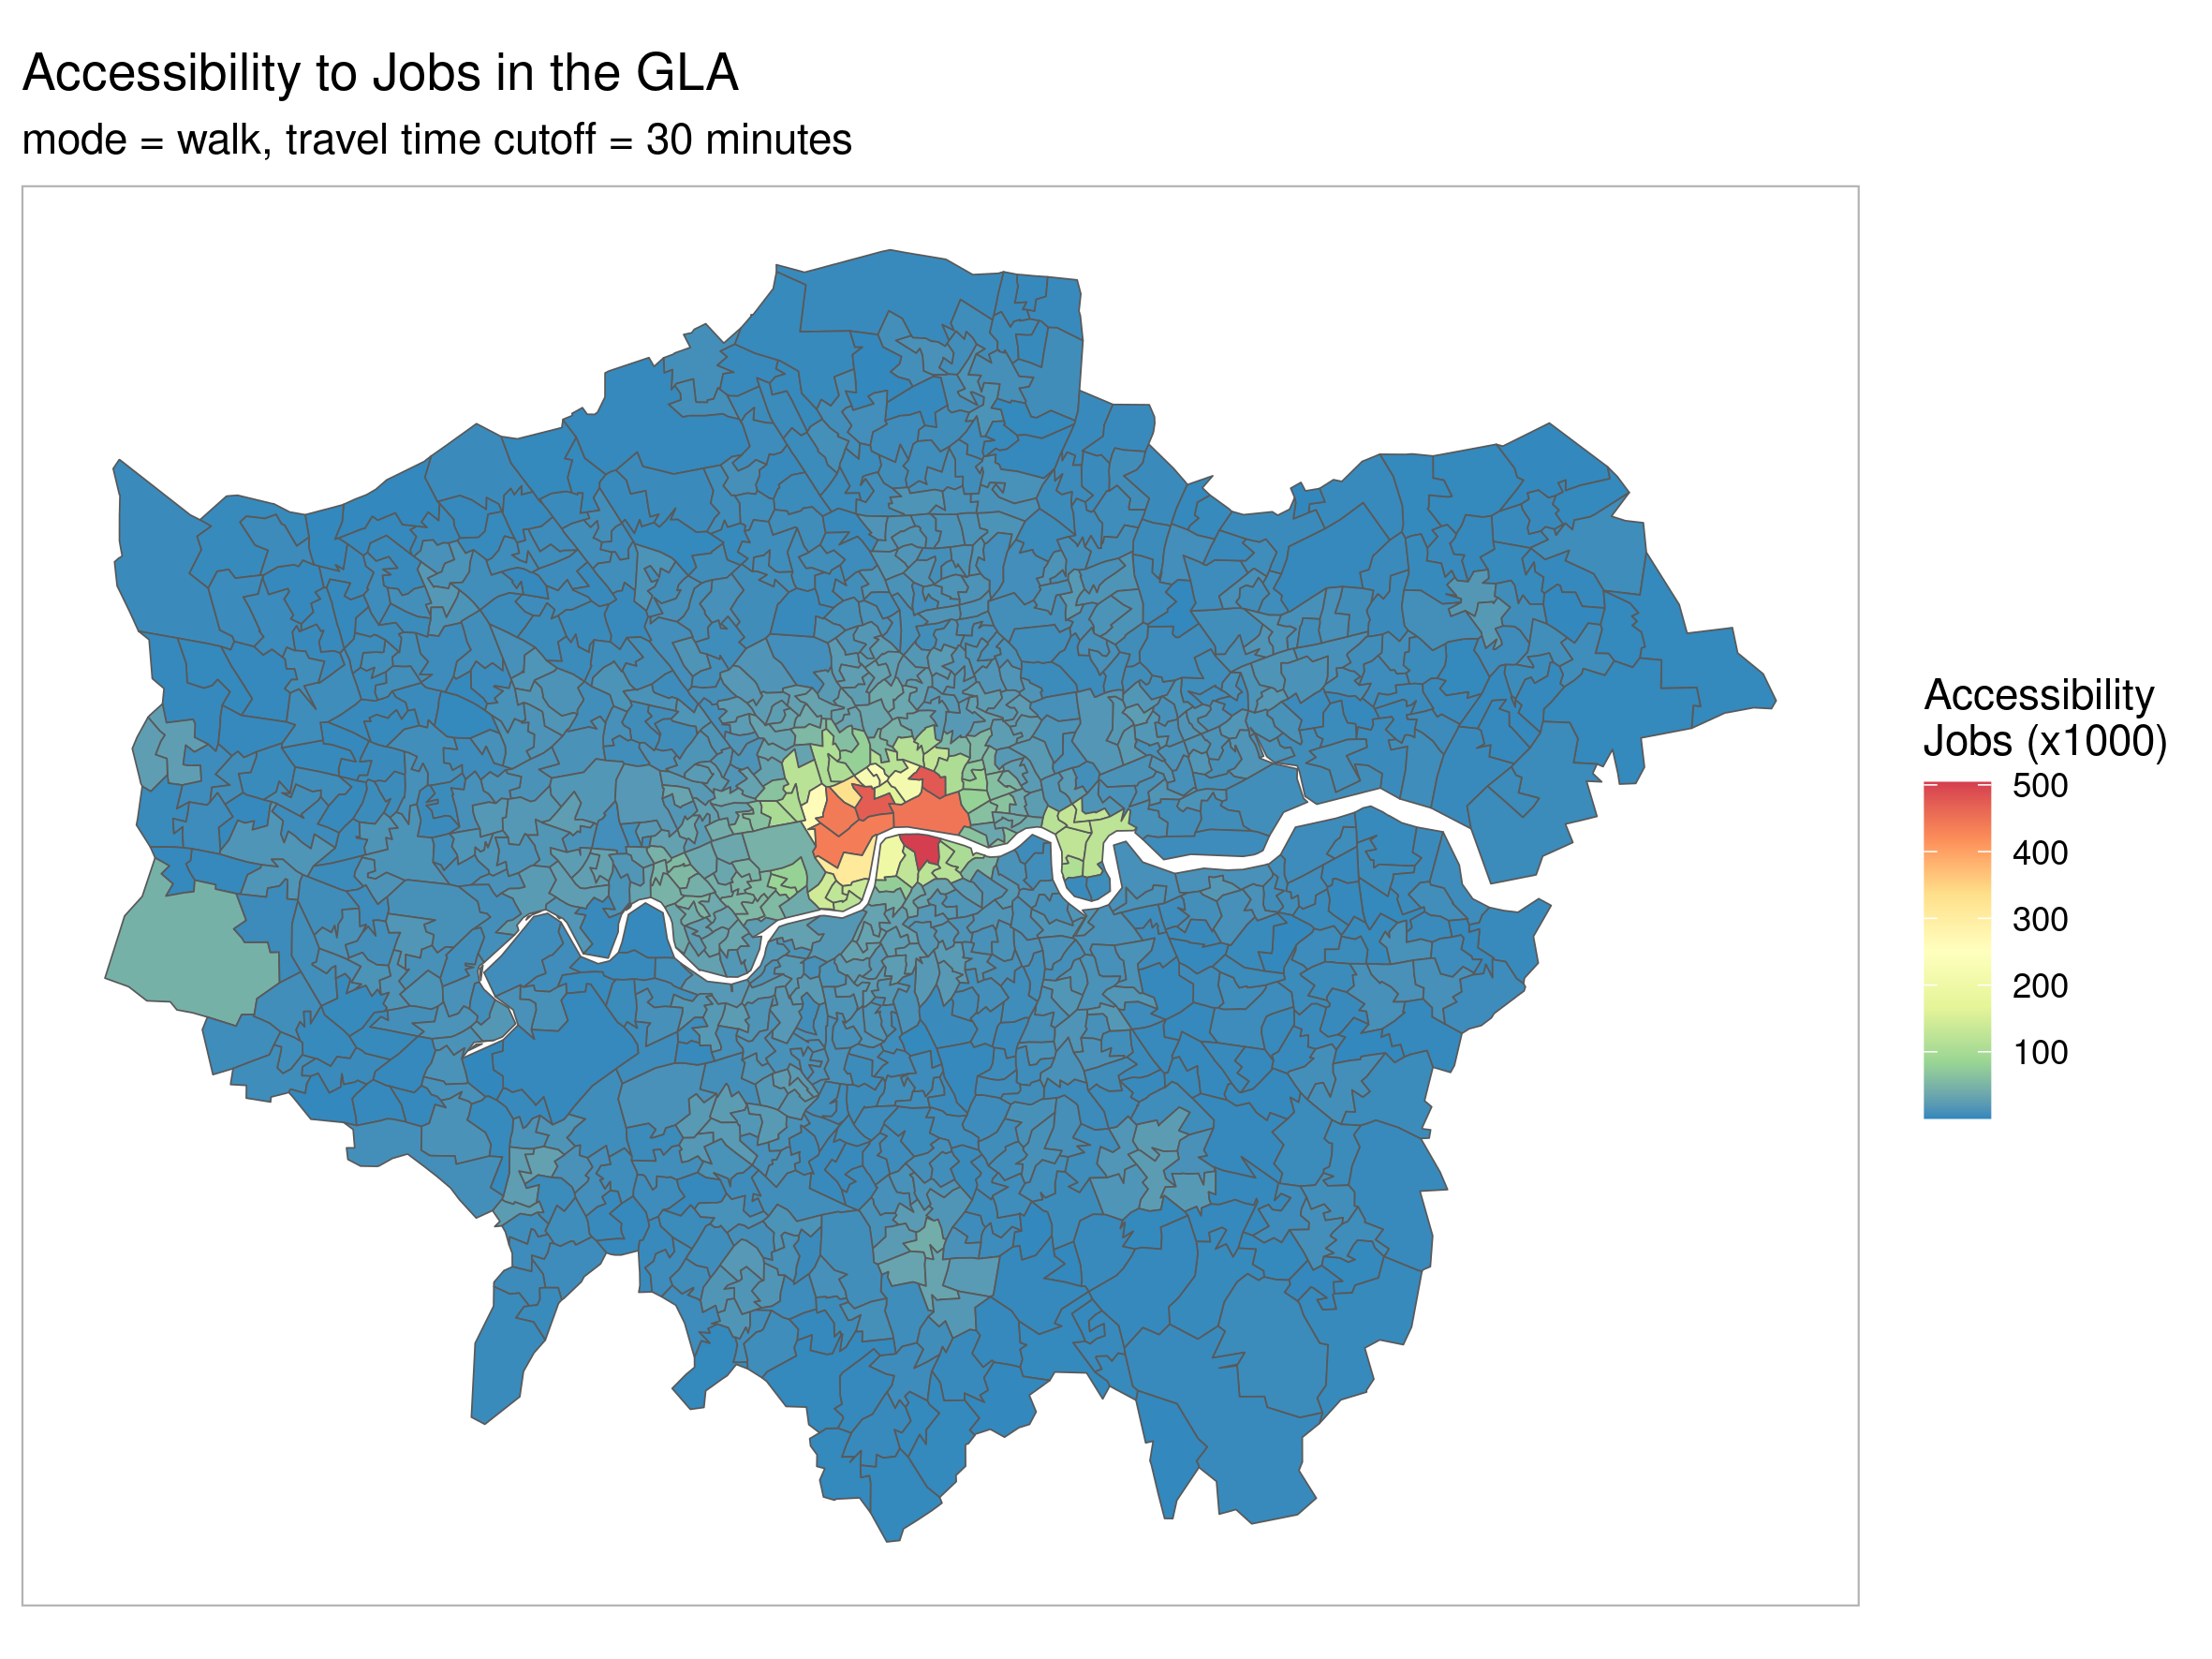 Accessibility to Jobs in the GLA
mode = walk, travel time cutoff = 30 minutes
Accessibility
Jobs (x1000)
500
400
300
200
100